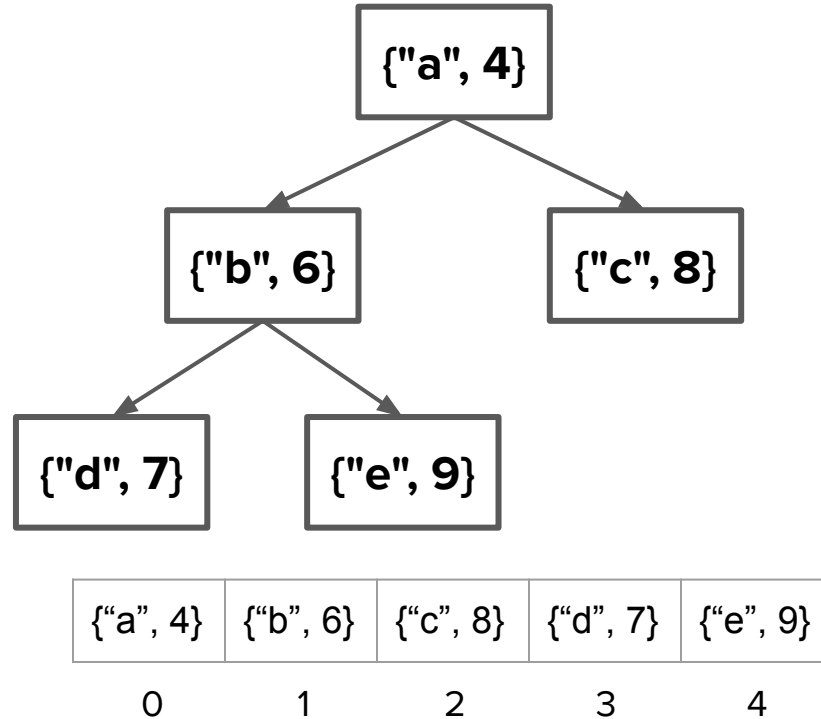 {"a", 4}
{"b", 6} {"c", 8}
{"d", 7} {"e", 9}
{“a”, 4} {“b”, 6} {“c”, 8} {“d”, 7} {“e”, 9}
0 1 2 3 4